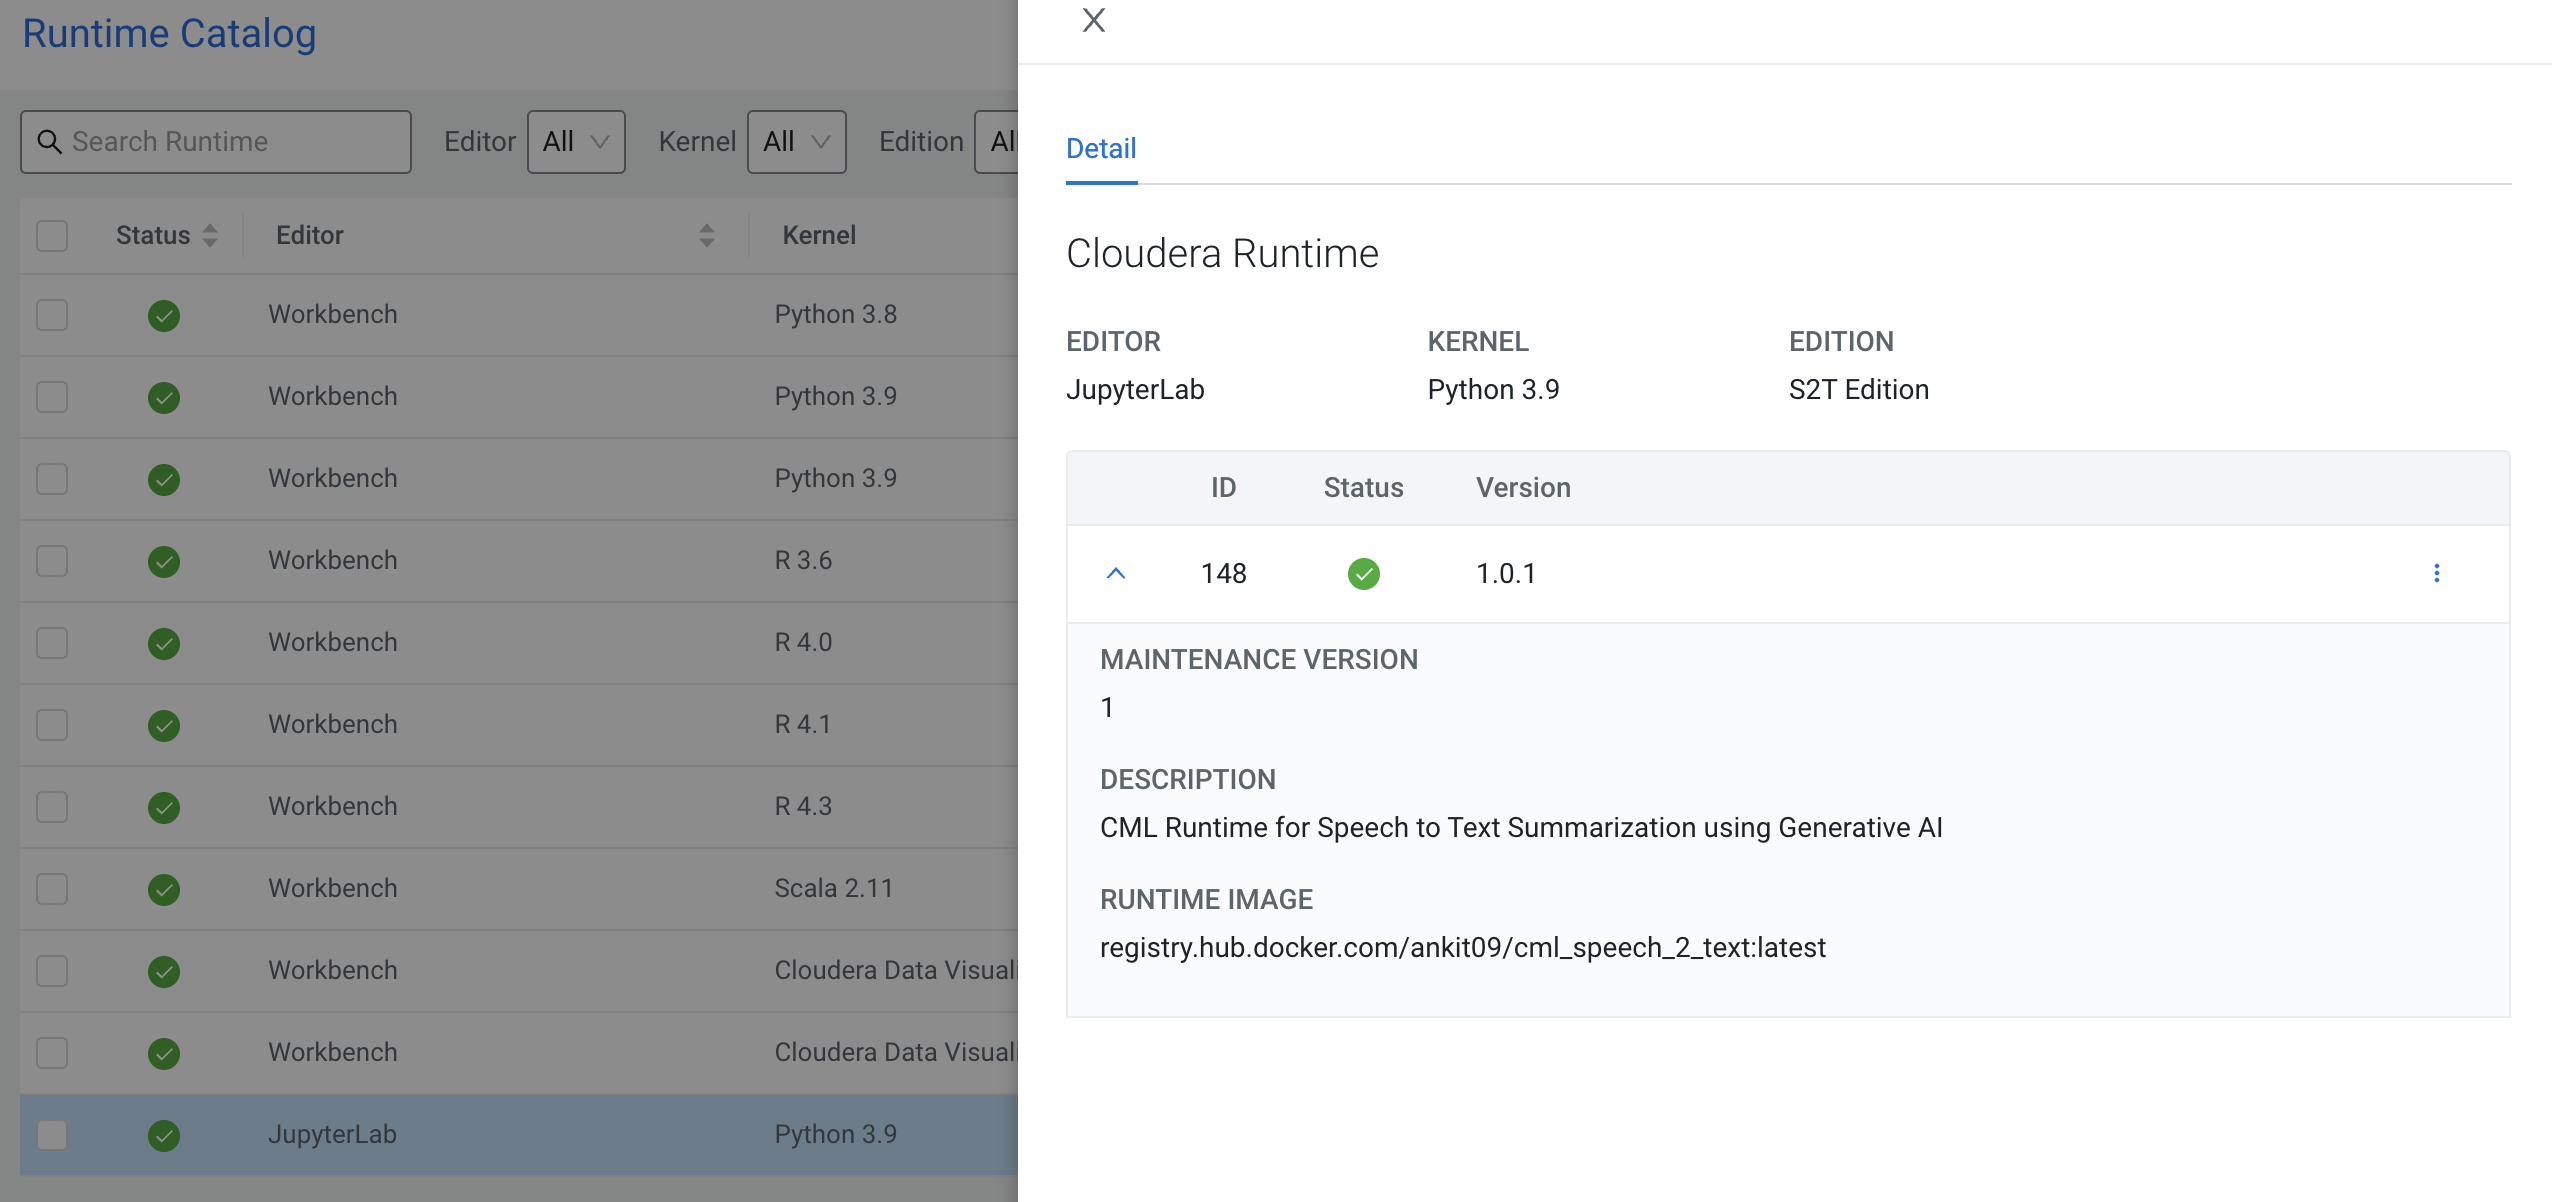 Runtime Catalog
Search Runtime Editor All Kernel All Edition All
Status Editor Kernel
Workbench Python 3.8
Workbench Python 3.9
Workbench Python 3.9
Workbench R 3.6
Workbench R 4.0
Workbench R 4.1
Workbench R 4.3
Workbench Scala 2.11
Workbench Cloudera Data Visuali
Workbench Cloudera Data Visuali
JupyterLab Python 3.9
X
Detail
Cloudera Runtime
EDITOR KERNEL EDITION
JupyterLab Python 3.9 S2T Edition
ID Status Version
148 1.0.1
MAINTENANCE VERSION
1
DESCRIPTION
CML Runtime for Speech to Text Summarization using Generative AI
RUNTIME IMAGE
registry.hub.docker.com/ankit09/cml_speech_2_text:latest